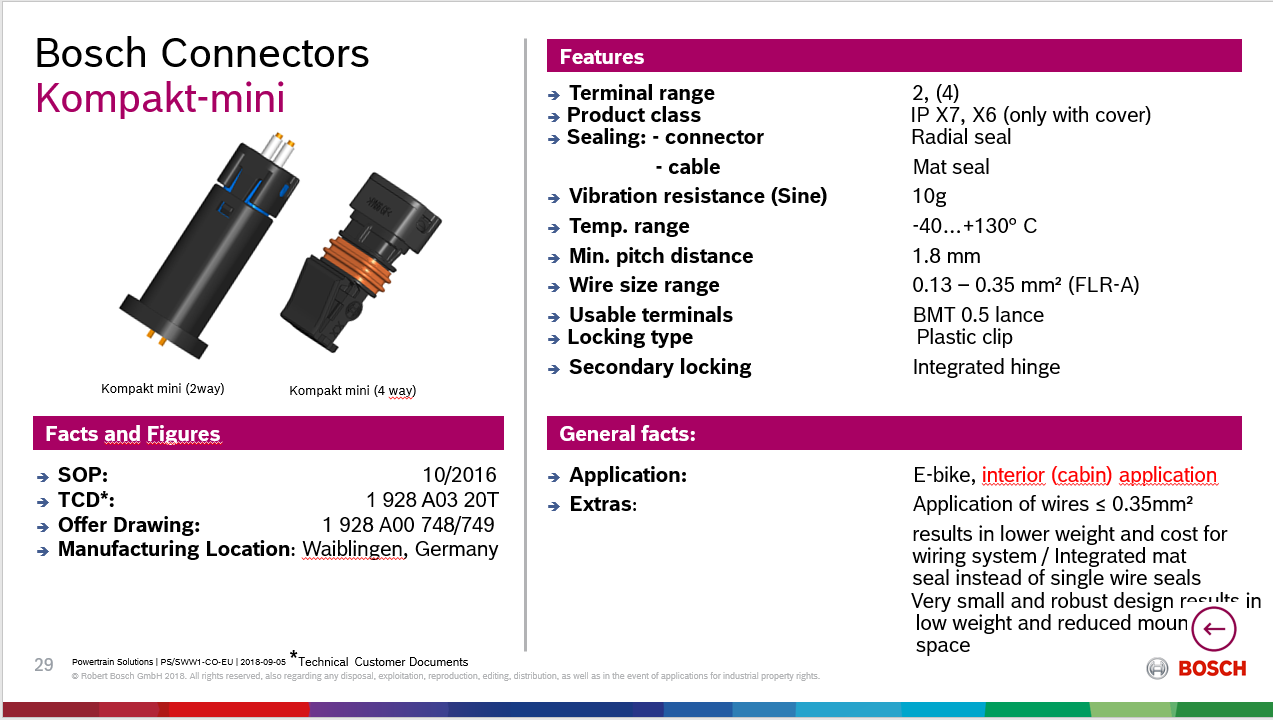 Bosch Connectors
Kompakt-mini
Kompakt mini (2way)
Kompakt mini (4 way)
Facts and Figures
SOP: 10/2016
TCD*: 1 928 A03 20T
Offer Drawing: 1 928 A00 748/749
Manufacturing Location: Waiblingen, Germany
Features
Terminal range 2, (4)
Product class IP X7, X6 (only with cover)
Sealing: - connector Radial seal
- cable Mat seal
Vibration resistance (Sine) 10g
Temp. range -40…+130° C
Min. pitch distance 1.8 mm
Wire size range 0.13 – 0.35 mm² (FLR-A)
Usable terminals BMT 0.5 lance
Locking type Plastic clip
Secondary locking Integrated hinge
General facts:
Application: E-bike, interior (cabin) application
Extras: Application of wires ≤ 0.35mm²
results in lower weight and cost for
wiring system / Integrated mat
seal instead of single wire seals
Very small and robust design results in
low weight and reduced moun
space
29
Powertrain Solutions | PS/SWW1-CO-EU | 2018-09-05 *Technical Customer Documents
© Robert Bosch GmbH 2018. All rights reserved, also regarding any disposal, exploitation, reproduction, editing, distribution, as well as in the event of applications for industrial property rights.
BOSCH